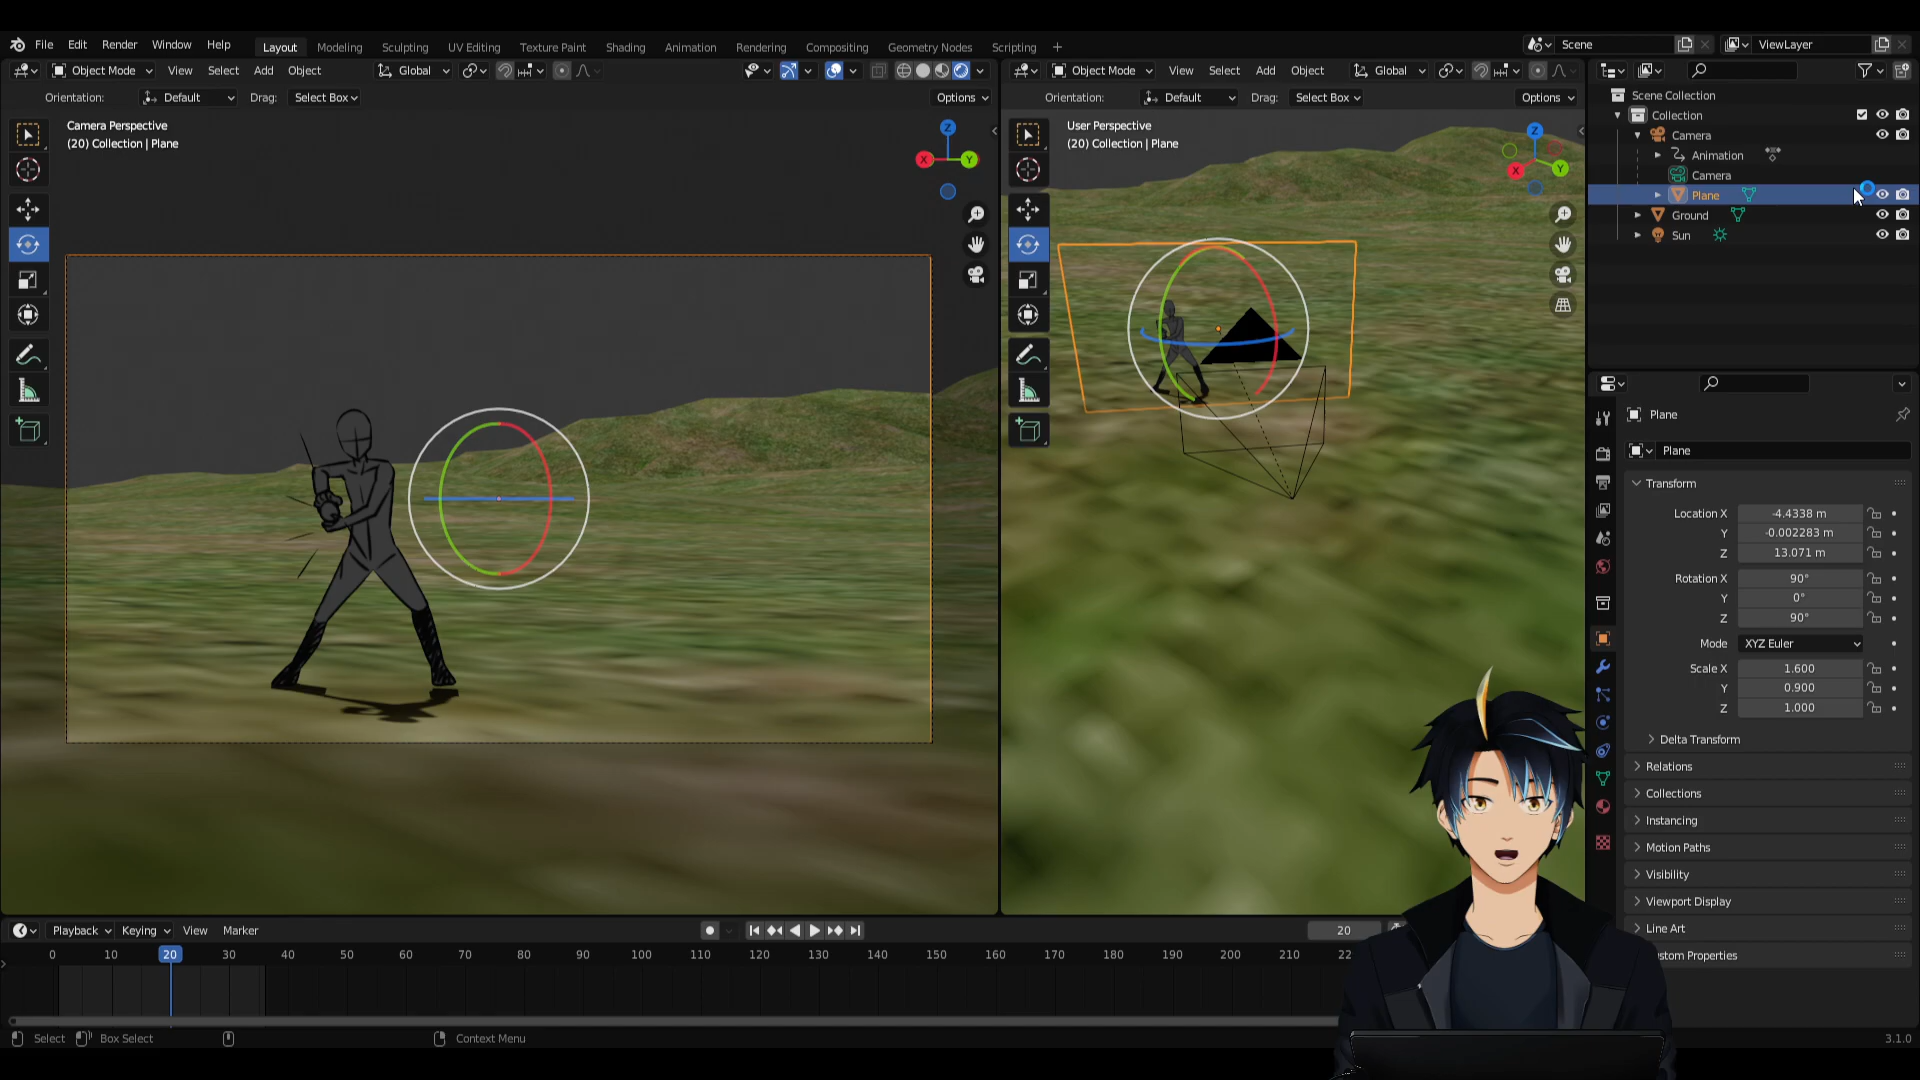 File Edit Render Window Help Layout Modeling Sculpting UV Editing Texture Paint Shading Animation Rendering Compositing Geometry Nodes Scripting + Scene ViewLayer
Object Mode View Select Add Object Global Object Mode View Select Add Object Global
Orientation: Default Drag: Select Box Options Orientation: Default Drag: Select Box Options
Scene Collection
Collection
Camera
Animation
Camera
Plane
Ground
Sun
Camera Perspective
(20) Collection | Plane
Z
X
Y
User Perspective
(20) Collection | Plane
Z
X
Y
Plane
Plane
Transform
Location X -4.4338 m
Y -0.002283 m
Z 13.071 m
Rotation X 90°
Y 0°
Z 90°
Mode XYZ Euler
Scale X 1.600
Y 0.900
Z 1.000
Delta Transform
Relations
Collections
Instancing
Motion Paths
Visibility
Viewport Display
Line Art
stom Properties
Playback Keying View Marker 20
0 10 20 30 40 50 60 70 80 90 100 110 120 130 140 150 160 170 180 190 200 210 22
Select Box Select Context Menu 3.1.0